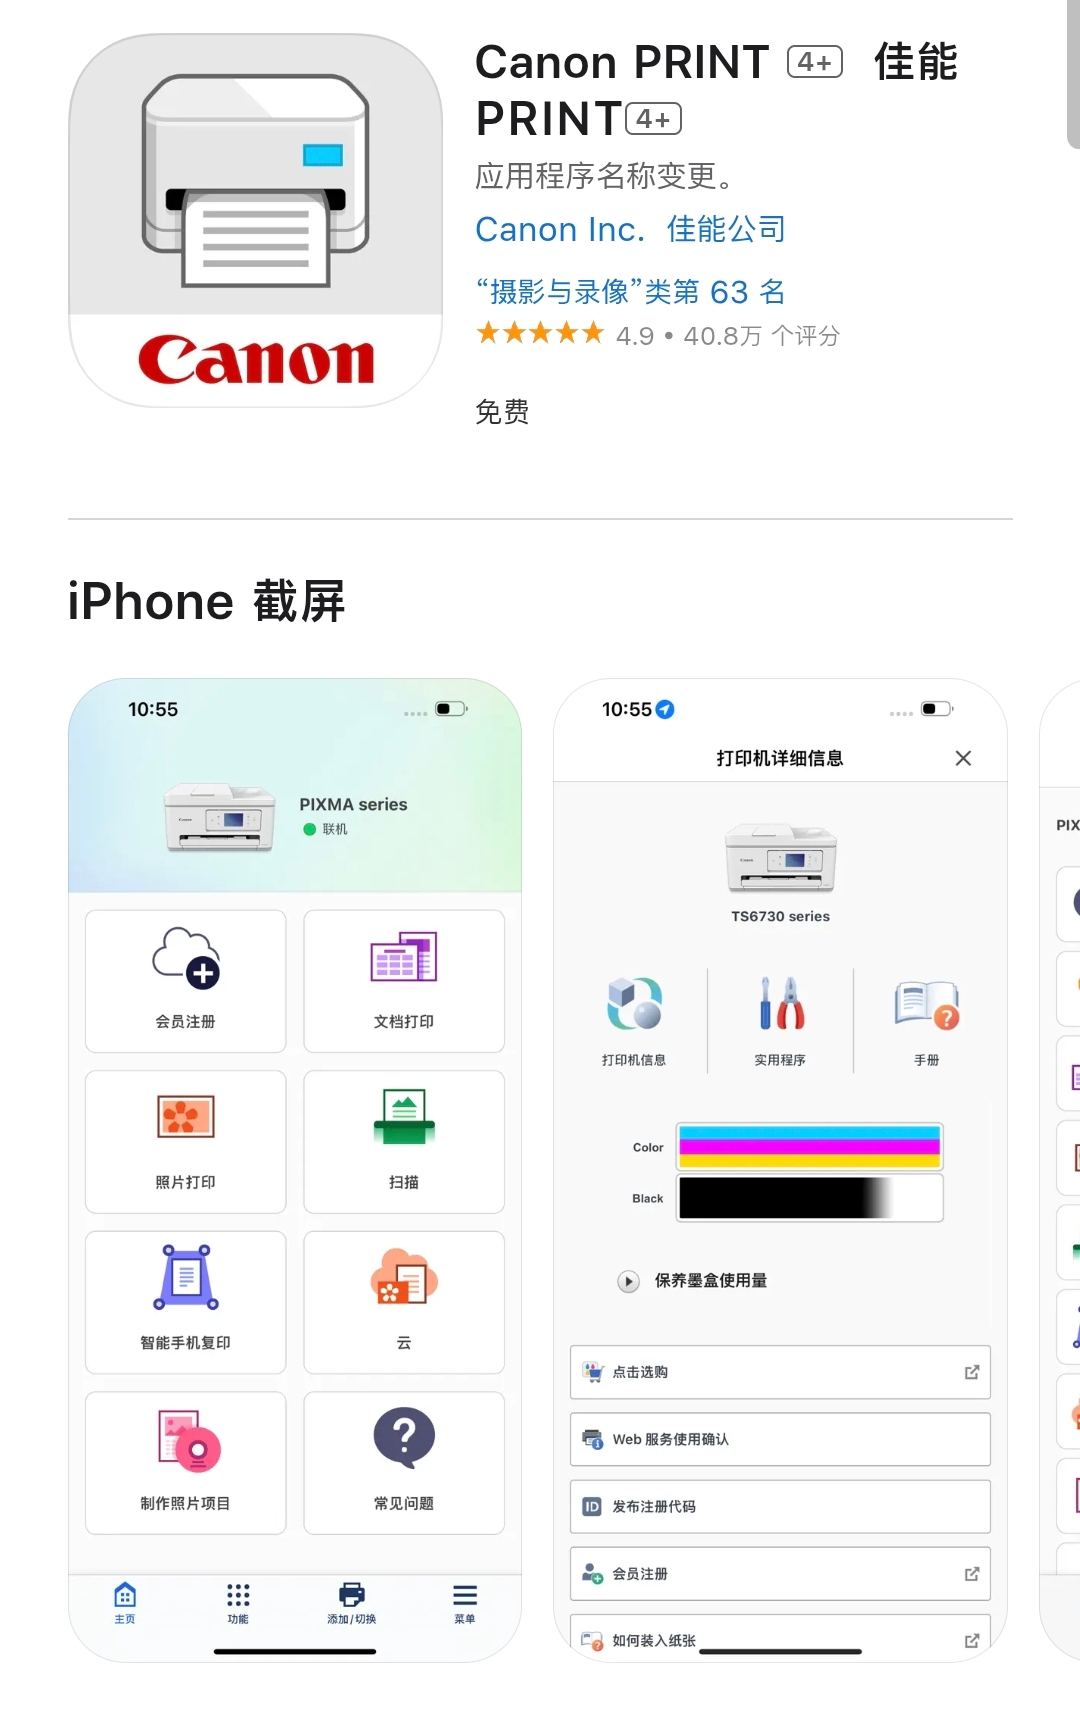 Canon PRINT 4+ 佳能
PRINT 4+
应用程序名称变更。
Canon Inc. 佳能公司
“摄影与录像”类第 63 名
4.9 • 40.8万 个评分
免费
Canon
iPhone 截屏
10:55
PIXMA series
联机
会员注册
文档打印
照片打印
扫描
智能手机复印
云
制作照片项目
常见问题
主页
功能
添加/切换
菜单
10:55
打印机详细信息
TS6730 series
打印机信息
实用程序
手册
Color
Black
保养墨盒使用量
点击选购
Web 服务使用确认
ID 发布注册代码
会员注册
如何装入纸张
PIX